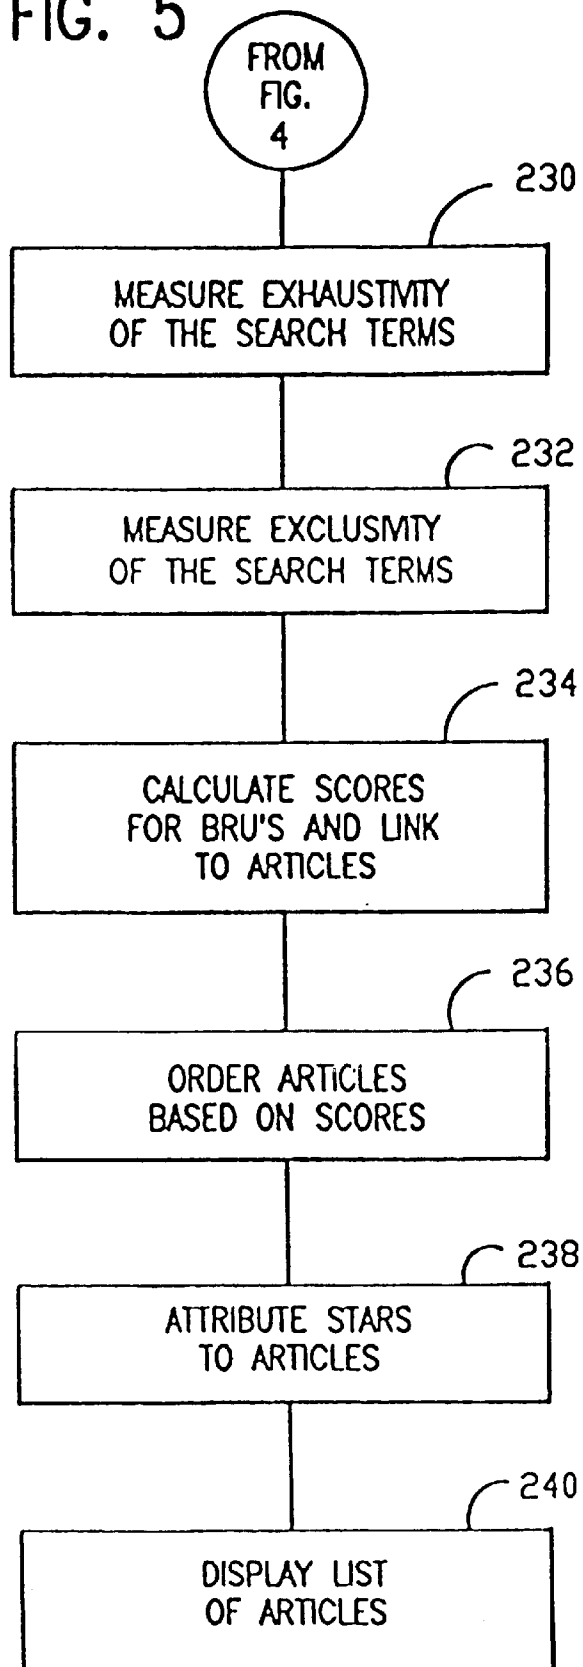 FIG. 5
FROM
FIG.
4
230
MEASURE EXHAUSTIVITY
OF THE SEARCH TERMS
232
MEASURE EXCLUSIVITY
OF THE SEARCH TERMS
234
CALCULATE SCORES
FOR BRU'S AND LINK
TO ARTICLES
236
ORDER ARTICLES
BASED ON SCORES
238
ATTRIBUTE STARS
TO ARTICLES
240
DISPLAY LIST
OF ARTICLES